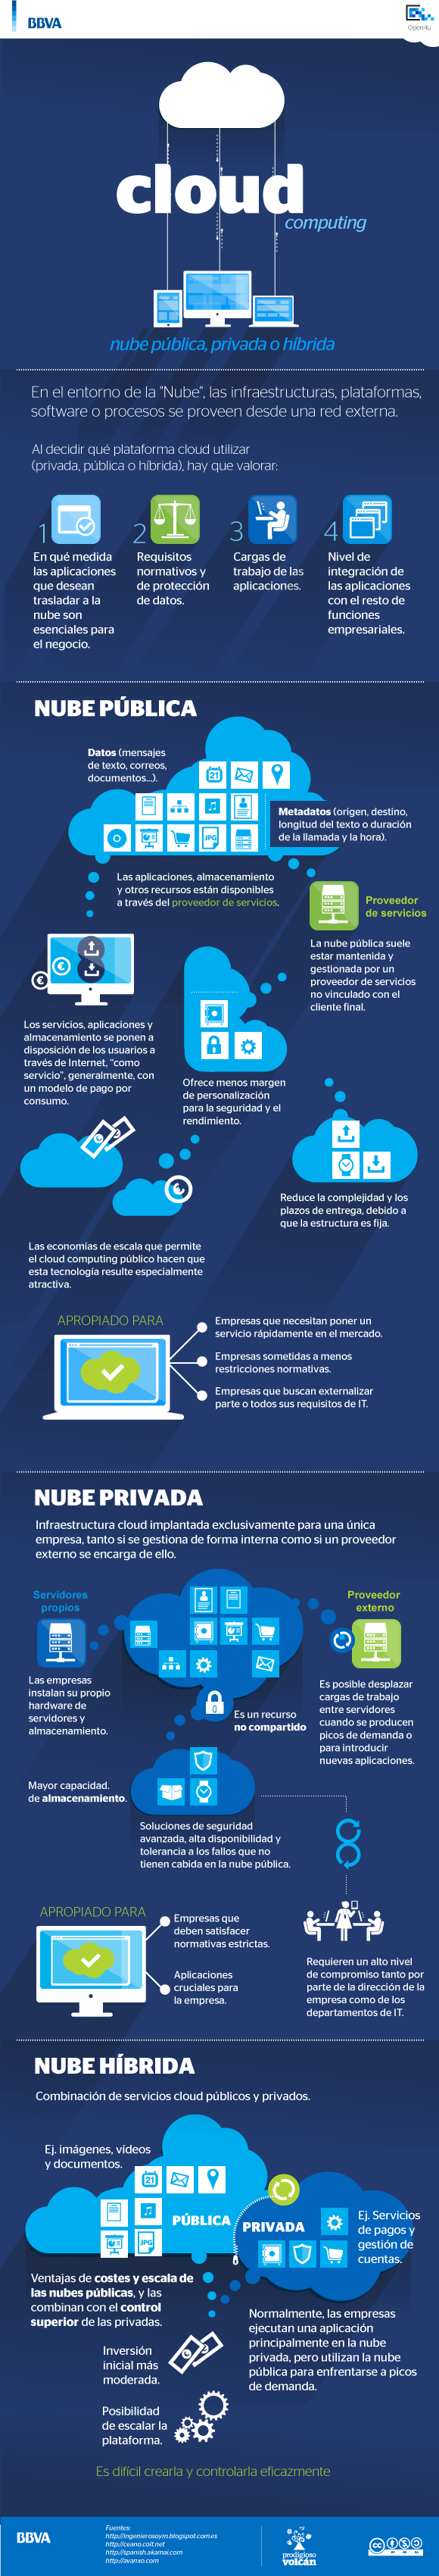 BBVA
Open4u
cloud
computing
nube pública, privada o híbrida
En el entorno de la "Nube", las infraestructuras, plataformas,
software o procesos se proveen desde una red externa.
Al decidir qué plataforma cloud utilizar
(privada, pública o híbrida), hay que valorar:
1
En qué medida
las aplicaciones
que desean
trasladar a la
nube son
esenciales para
el negocio.
2
Requisitos
normativos y
de protección
de datos.
3
Cargas de
trabajo de las
aplicaciones.
4
Nivel de
integración de
las aplicaciones
con el resto de
funciones
empresariales.
NUBE PÚBLICA
Datos (mensajes
de texto, correos,
documentos...).
21
JPG
Metadatos (origen, destino,
longitud del texto o duración
de la llamada y la hora).
Las aplicaciones, almacenamiento
y otros recursos están disponibles
a través del proveedor de servicios.
Proveedor
de servicios
La nube pública suele
estar mantenida y
gestionada por un
proveedor de servicios
no vinculado con el
cliente final.
€
€
Los servicios, aplicaciones y
almacenamiento se ponen a
disposición de los usuarios a
través de Internet, "como
servicio", generalmente, con
un modelo de pago por
consumo.
Ofrece menos margen
de personalización
para la seguridad y el
rendimiento.
€
Reduce la complejidad y los
plazos de entrega, debido a
que la estructura es fija.
Las economías de escala que permite
el cloud computing público hacen que
esta tecnología resulte especialmente
atractiva.
APROPIADO PARA
Empresas que necesitan poner un
servicio rápidamente en el mercado.
Empresas sometidas a menos
restricciones normativas.
Empresas que buscan externalizar
parte o todos sus requisitos de IT.
NUBE PRIVADA
Infraestructura cloud implantada exclusivamente para una única
empresa, tanto si se gestiona de forma interna como si un proveedor
externo se encarga de ello.
Servidores
propios
Las empresas
instalan su propio
hardware de
servidores y
almacenamiento.
Proveedor
externo
Es posible desplazar
cargas de trabajo
entre servidores
cuando se producen
picos de demanda o
para introducir
nuevas aplicaciones.
Es un recurso
no compartido
Mayor capacidad.
de almacenamiento.
Soluciones de seguridad
avanzada, alta disponibilidad y
tolerancia a los fallos que no
tienen cabida en la nube pública.
APROPIADO PARA
Empresas que
deben satisfacer
normativas estrictas.
Aplicaciones
cruciales para
la empresa.
Requieren un alto nivel
de compromiso tanto por
parte de la dirección de la
empresa como de los
departamentos de IT.
NUBE HÍBRIDA
Combinación de servicios cloud públicos y privados.
Ej. imágenes, vídeos
y documentos.
21
JPG
PÚBLICA
PRIVADA
Ej. Servicios
de pagos y
gestión de
cuentas.
Ventajas de costes y escala de
las nubes públicas, y las
combinan con el control
superior de las privadas.
Normalmente, las empresas
ejecutan una aplicación
principalmente en la nube
privada, pero utilizan la nube
pública para enfrentarse a picos
de demanda.
Inversión
inicial más
moderada.
Posibilidad
de escalar la
plataforma.
Es difícil crearla y controlarla eficazmente
BBVA
Fuentes:
http://ingenierosoym.blogspot.com.es
http://ceano.colt.net
http://spanish.akamai.com
http://avanxo.com
prodigioso
volcán
cc